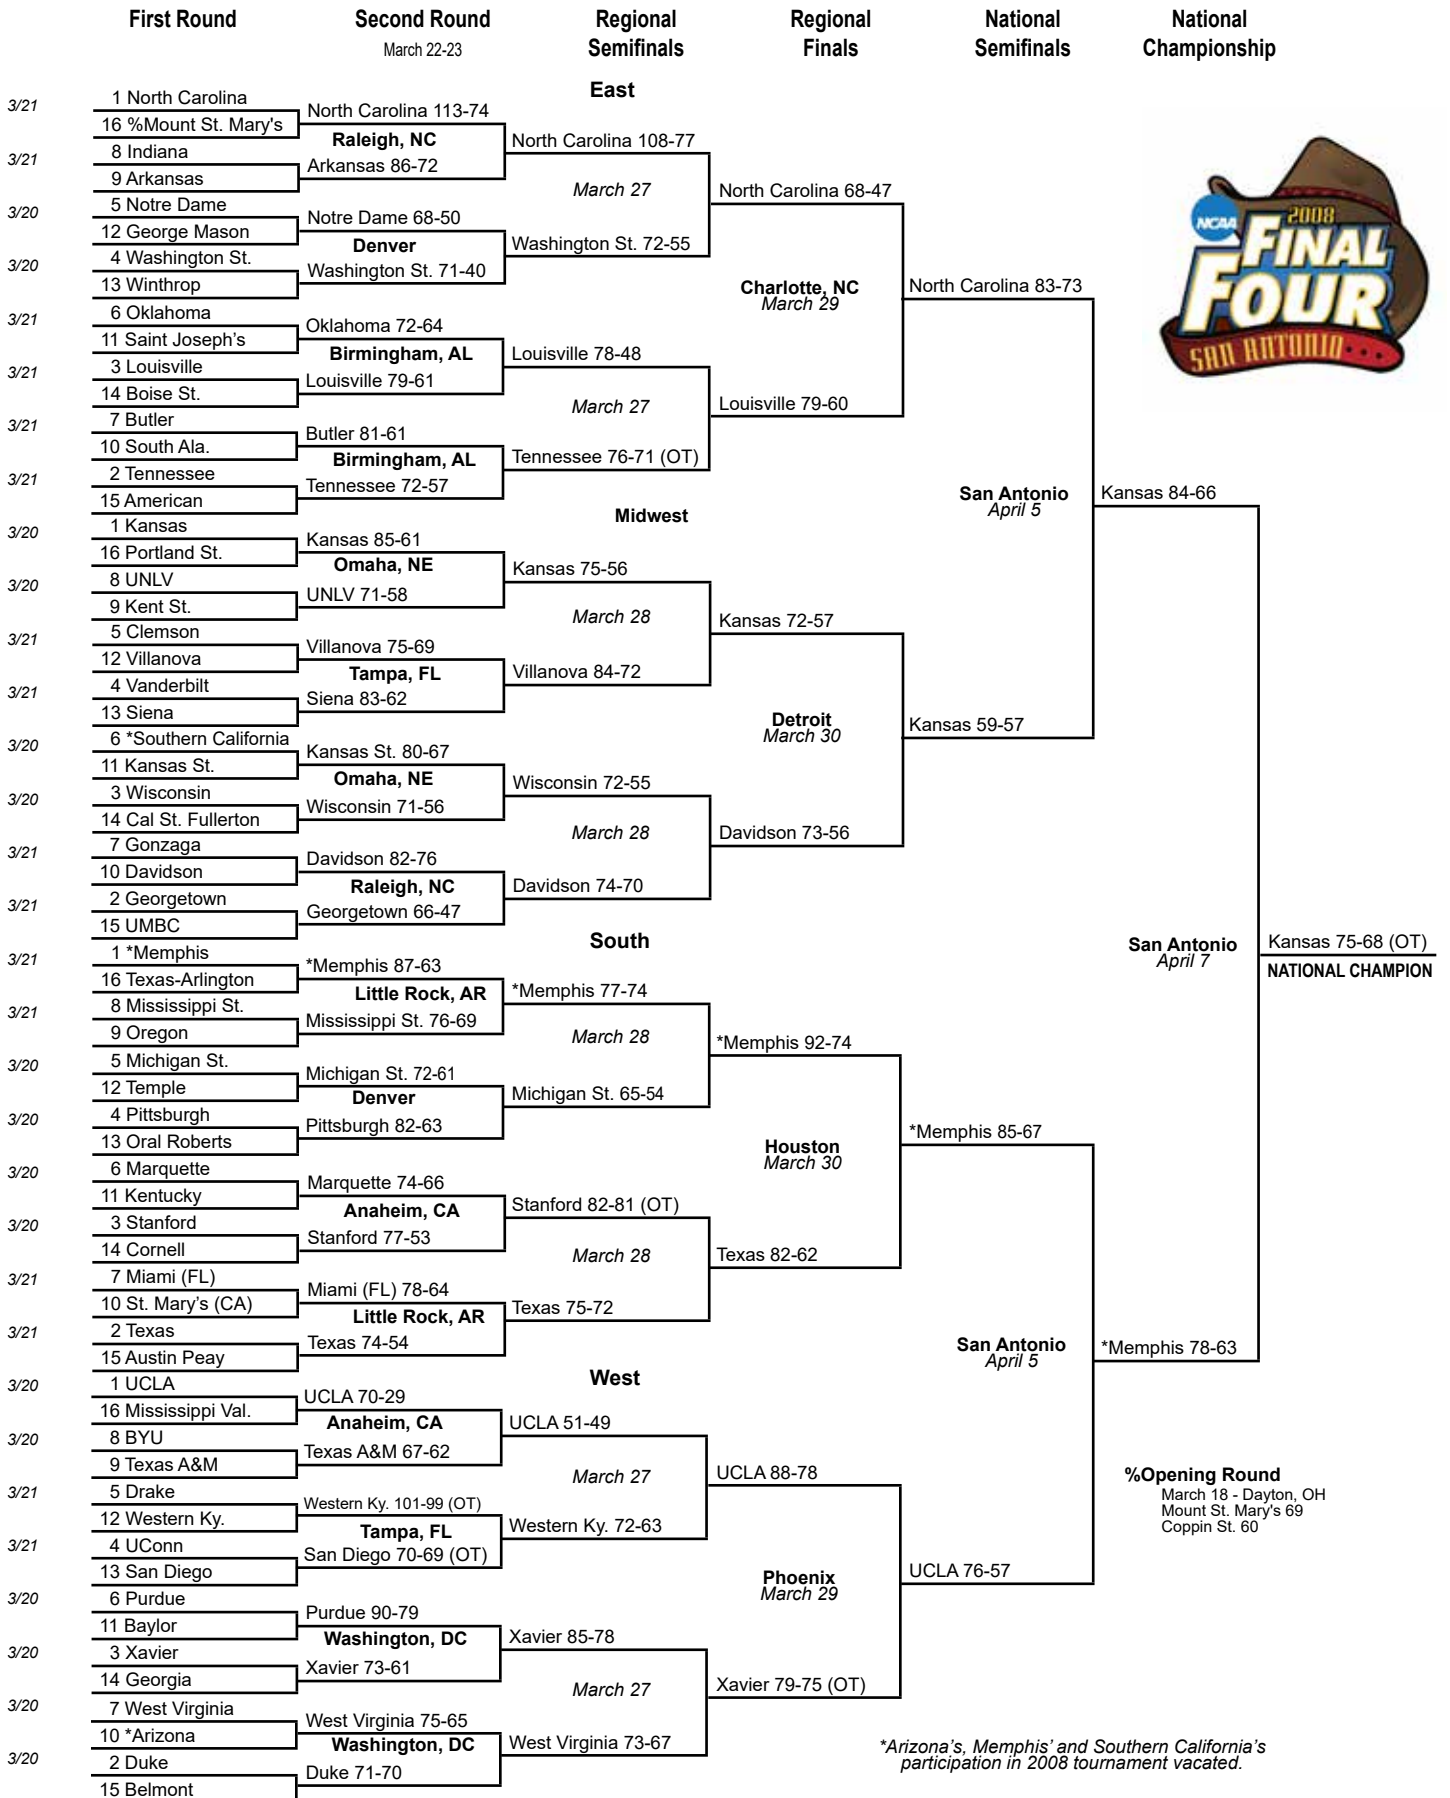 First Round
Second Round
March 22-23
Regional
Semifinals
Regional
Finals
National
Semifinals
National
Championship
East
3/21
1 North Carolina
16 %Mount St. Mary's
North Carolina 113-74
Raleigh, NC
3/21
8 Indiana
9 Arkansas
Arkansas 86-72
North Carolina 108-77
March 27
3/20
5 Notre Dame
12 George Mason
Notre Dame 68-50
Denver
3/20
4 Washington St.
13 Winthrop
Washington St. 71-40
Washington St. 72-55
North Carolina 68-47
Charlotte, NC
March 29
3/21
6 Oklahoma
11 Saint Joseph’s
Oklahoma 72-64
Birmingham, AL
3/21
3 Louisville
14 Boise St.
Louisville 79-61
Louisville 78-48
March 27
3/21
7 Butler
10 South Ala.
Butler 81-61
Birmingham, AL
3/21
2 Tennessee
15 American
Tennessee 72-57
Tennessee 76-71 (OT)
Louisville 79-60
North Carolina 83-73
NCAA
2008
FINAL
FOUR
SAN ANTONIO
San Antonio
April 5
Kansas 84-66
Midwest
3/20
1 Kansas
16 Portland St.
Kansas 85-61
Omaha, NE
3/20
8 UNLV
9 Kent St.
UNLV 71-58
Kansas 75-56
March 28
3/21
5 Clemson
12 Villanova
Villanova 75-69
Tampa, FL
3/21
4 Vanderbilt
13 Siena
Siena 83-62
Villanova 84-72
Kansas 72-57
Detroit
March 30
Kansas 59-57
3/20
6 *Southern California
11 Kansas St.
Kansas St. 80-67
Omaha, NE
3/20
3 Wisconsin
14 Cal St. Fullerton
Wisconsin 71-56
Wisconsin 72-55
March 28
3/21
7 Gonzaga
10 Davidson
Davidson 82-76
Raleigh, NC
3/21
2 Georgetown
15 UMBC
Georgetown 66-47
Davidson 74-70
Davidson 73-56
South
San Antonio
April 7
Kansas 75-68 (OT)
NATIONAL CHAMPION
3/21
1 *Memphis
16 Texas-Arlington
*Memphis 87-63
Little Rock, AR
3/21
8 Mississippi St.
9 Oregon
Mississippi St. 76-69
*Memphis 77-74
March 28
3/20
5 Michigan St.
12 Temple
Michigan St. 72-61
Denver
3/20
4 Pittsburgh
13 Oral Roberts
Pittsburgh 82-63
Michigan St. 65-54
*Memphis 92-74
Houston
March 30
*Memphis 85-67
3/20
6 Marquette
11 Kentucky
Marquette 74-66
Anaheim, CA
3/20
3 Stanford
14 Cornell
Stanford 77-53
Stanford 82-81 (OT)
March 28
3/21
7 Miami (FL)
10 St. Mary’s (CA)
Miami (FL) 78-64
Little Rock, AR
3/21
2 Texas
15 Austin Peay
Texas 74-54
Texas 75-72
Texas 82-62
San Antonio
April 5
*Memphis 78-63
West
3/20
1 UCLA
16 Mississippi Val.
UCLA 70-29
Anaheim, CA
3/20
8 BYU
9 Texas A&M
Texas A&M 67-62
UCLA 51-49
March 27
3/21
5 Drake
12 Western Ky.
Western Ky. 101-99 (OT)
Tampa, FL
3/21
4 UConn
13 San Diego
San Diego 70-69 (OT)
Western Ky. 72-63
UCLA 88-78
Phoenix
March 29
UCLA 76-57
3/20
6 Purdue
11 Baylor
Purdue 90-79
Washington, DC
3/20
3 Xavier
14 Georgia
Xavier 73-61
Xavier 85-78
March 27
3/20
7 West Virginia
10 *Arizona
West Virginia 75-65
Washington, DC
3/20
2 Duke
15 Belmont
Duke 71-70
West Virginia 73-67
Xavier 79-75 (OT)
%Opening Round
March 18 - Dayton, OH
Mount St. Mary's 69
Coppin St. 60
*Arizona’s, Memphis’ and Southern California’s
participation in 2008 tournament vacated.